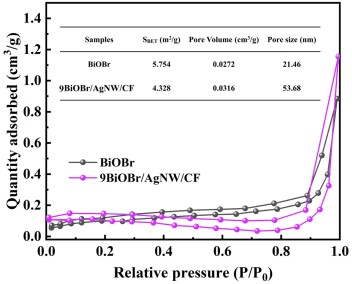 Samples S_BET (m²/g) Pore Volume (cm³/g) Pore size (nm)
BiOBr 5.754 0.0272 21.46
9BiOBr/AgNW/CF 4.328 0.0316 53.68
BiOBr
9BiOBr/AgNW/CF
Quantity adsorbed (cm³/g)
1.4
1.2
1.0
0.8
0.6
0.4
0.2
0.0
0.0 0.2 0.4 0.6 0.8 1.0
Relative pressure (P/P₀)